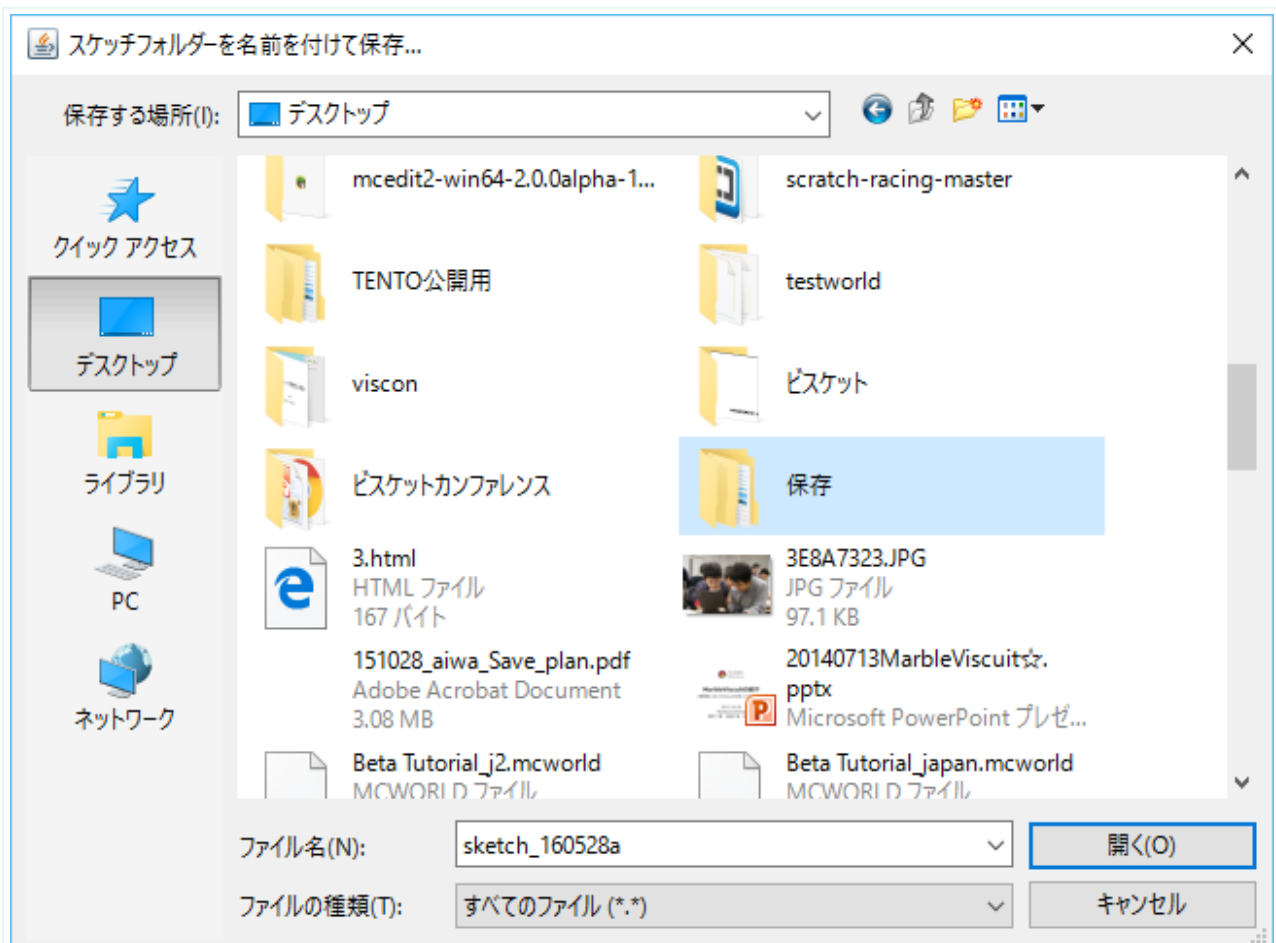 スケッチフォルダーを名前を付けて保存...
保存する場所(I):
デスクトップ
クイック アクセス
デスクトップ
ライブラリ
PC
ネットワーク
mcedit2-win64-2.0.0alpha-1...
scratch-racing-master
TENTO公開用
testworld
viscon
ビスケット
ビスケットカンファレンス
保存
3.html
HTML ファイル
167 バイト
3E8A7323.JPG
JPG ファイル
97.1 KB
151028_aiwa_Save_plan.pdf
Adobe Acrobat Document
3.08 MB
20140713MarbleViscuit☆.
pptx
Microsoft PowerPoint プレゼ...
Beta Tutorial_j2.mcworld
MCWORLD ファイル
Beta Tutorial_japan.mcworld
MCWORLD ファイル
ファイル名(N):
sketch_160528a
開く(O)
ファイルの種類(T):
すべてのファイル (*.*)
キャンセル